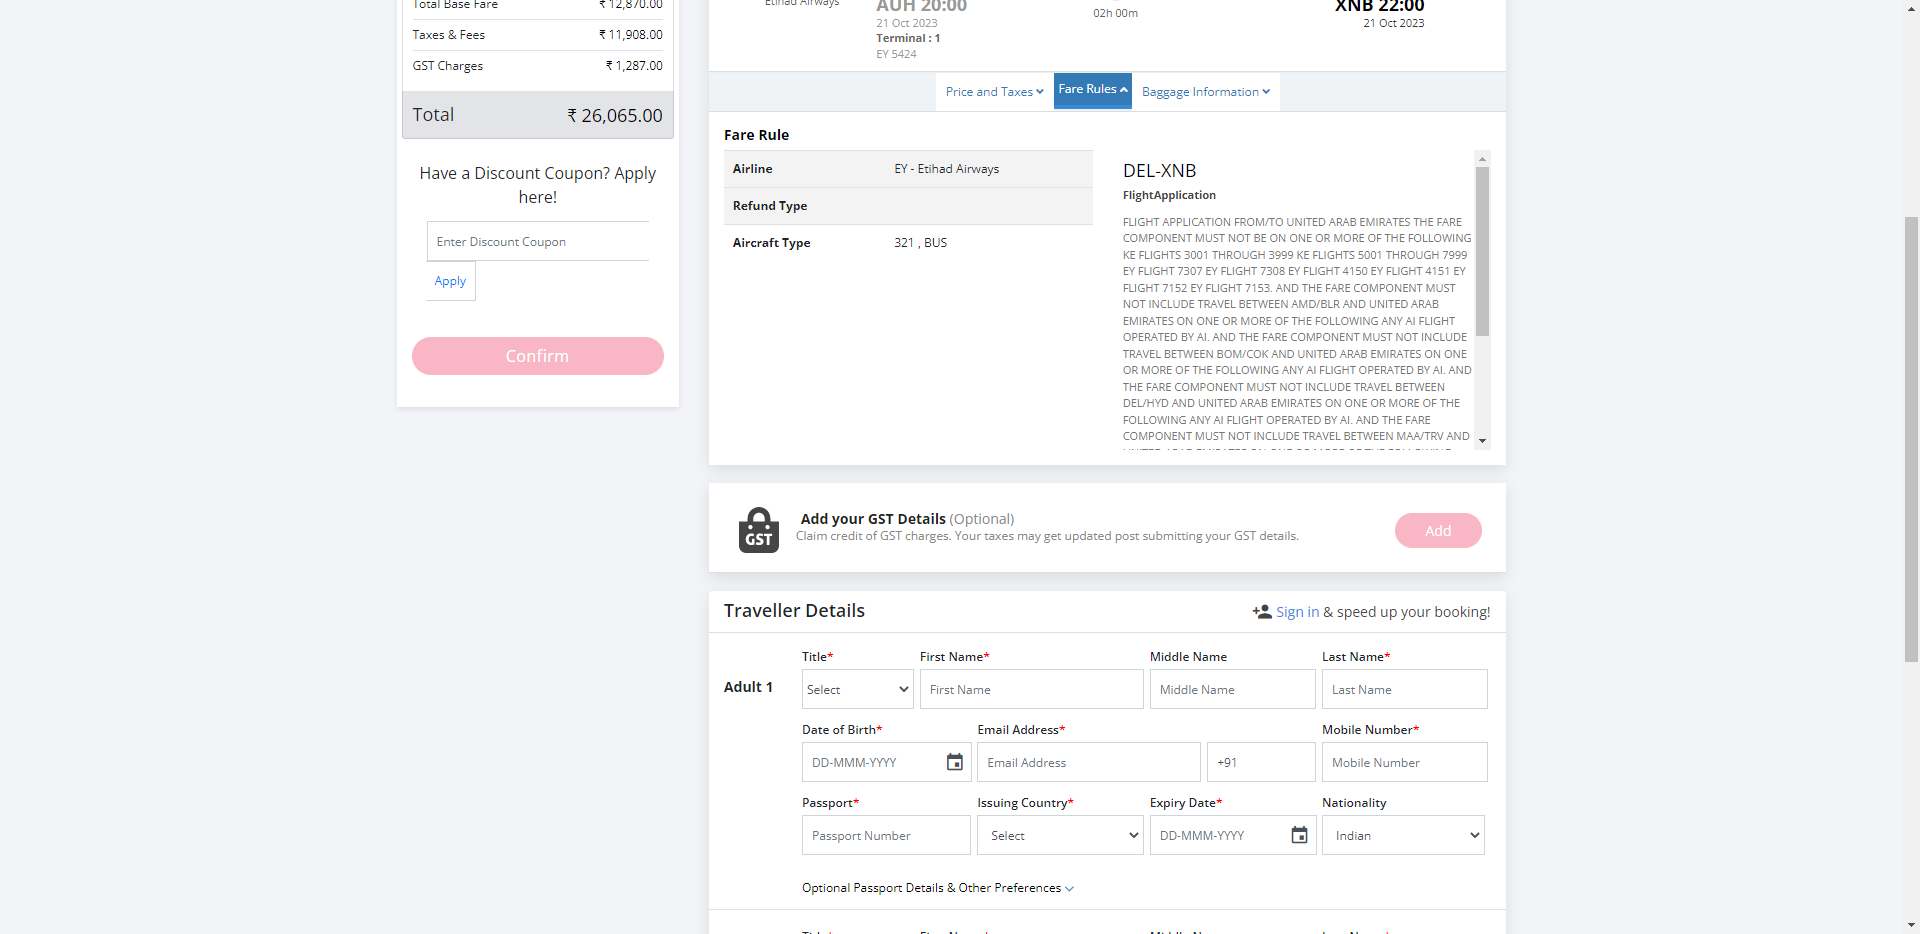 Total Base Fare ₹ 12,870.00
Taxes & Fees ₹ 11,908.00
GST Charges ₹ 1,287.00
Total ₹ 26,065.00
Have a Discount Coupon? Apply
here!
Enter Discount Coupon
Apply
Confirm
Etihad Airways
AUH 20:00
21 Oct 2023
Terminal : 1
EY 5424
02h 00m
XNB 22:00
21 Oct 2023
Price and Taxes
Fare Rules
Baggage Information
Fare Rule
Airline EY - Etihad Airways
Refund Type
Aircraft Type 321 , BUS
DEL-XNB
FlightApplication
FLIGHT APPLICATION FROM/TO UNITED ARAB EMIRATES THE FARE
COMPONENT MUST NOT BE ON ONE OR MORE OF THE FOLLOWING
KE FLIGHTS 3001 THROUGH 3999 KE FLIGHTS 5001 THROUGH 7999
EY FLIGHT 7307 EY FLIGHT 7308 EY FLIGHT 4150 EY FLIGHT 4151 EY
FLIGHT 7152 EY FLIGHT 7153. AND THE FARE COMPONENT MUST
NOT INCLUDE TRAVEL BETWEEN AMD/BLR AND UNITED ARAB
EMIRATES ON ONE OR MORE OF THE FOLLOWING ANY AI FLIGHT
OPERATED BY AI. AND THE FARE COMPONENT MUST NOT INCLUDE
TRAVEL BETWEEN BOM/COK AND UNITED ARAB EMIRATES ON ONE
OR MORE OF THE FOLLOWING ANY AI FLIGHT OPERATED BY AI. AND
THE FARE COMPONENT MUST NOT INCLUDE TRAVEL BETWEEN
DEL/HYD AND UNITED ARAB EMIRATES ON ONE OR MORE OF THE
FOLLOWING ANY AI FLIGHT OPERATED BY AI. AND THE FARE
COMPONENT MUST NOT INCLUDE TRAVEL BETWEEN MAA/TRV AND
GST
Add your GST Details (Optional)
Claim credit of GST charges. Your taxes may get updated post submitting your GST details.
Add
Traveller Details
Sign in & speed up your booking!
Adult 1
Title* First Name* Middle Name Last Name*
Select First Name Middle Name Last Name
Date of Birth* Email Address* Mobile Number*
DD-MMM-YYYY Email Address +91 Mobile Number
Passport* Issuing Country* Expiry Date* Nationality
Passport Number Select DD-MMM-YYYY Indian
Optional Passport Details & Other Preferences